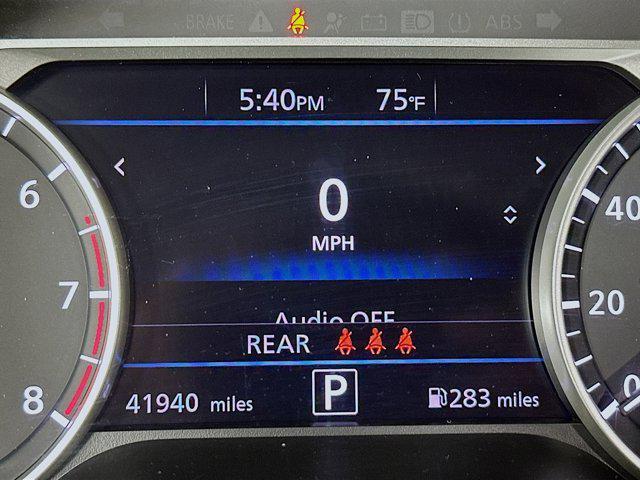 BRAKE ABS
5:40PM 75°F
0
MPH
Audio OFF
REAR
41940 miles P 283 miles
6
7
8
40
20
0